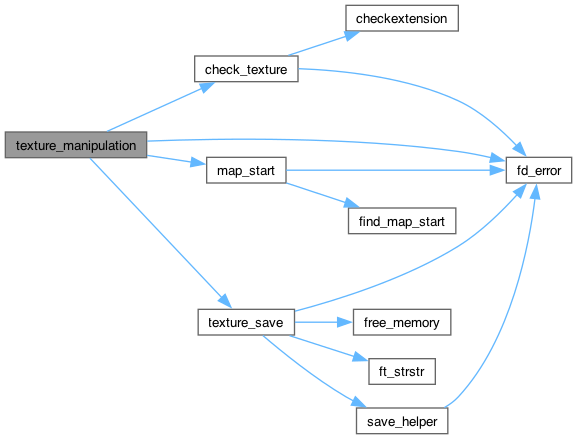 checkextension
check_texture
texture_manipulation
map_start
fd_error
find_map_start
texture_save
free_memory
ft_strstr
save_helper